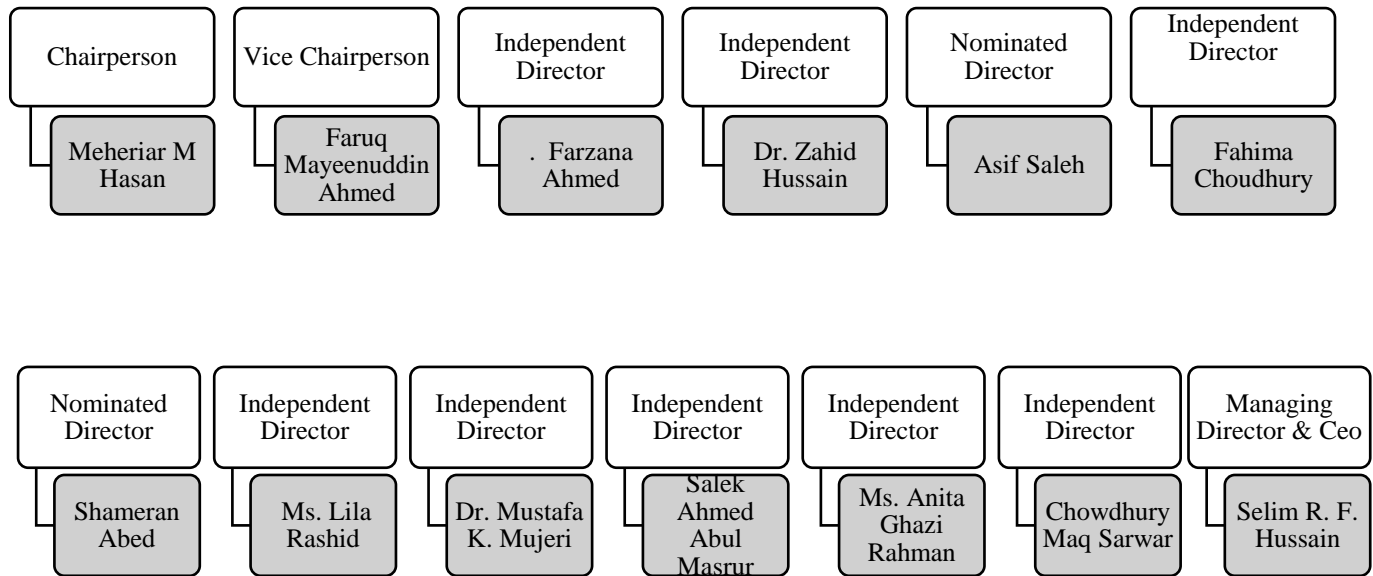 Chairperson
Meheriar M
Hasan
Vice Chairperson
Faruq
Mayeenuddin
Ahmed
Independent
Director
. Farzana
Ahmed
Independent
Director
Dr. Zahid
Hussain
Nominated
Director
Asif Saleh
Independent
Director
Fahima
Choudhury
Nominated
Director
Shameran
Abed
Independent
Director
Ms. Lila
Rashid
Independent
Director
Dr. Mustafa
K. Mujeri
Independent
Director
Salek
Ahmed
Abul
Masrur
Independent
Director
Ms. Anita
Ghazi
Rahman
Independent
Director
Chowdhury
Maq Sarwar
Managing
Director & Ceo
Selim R. F.
Hussain